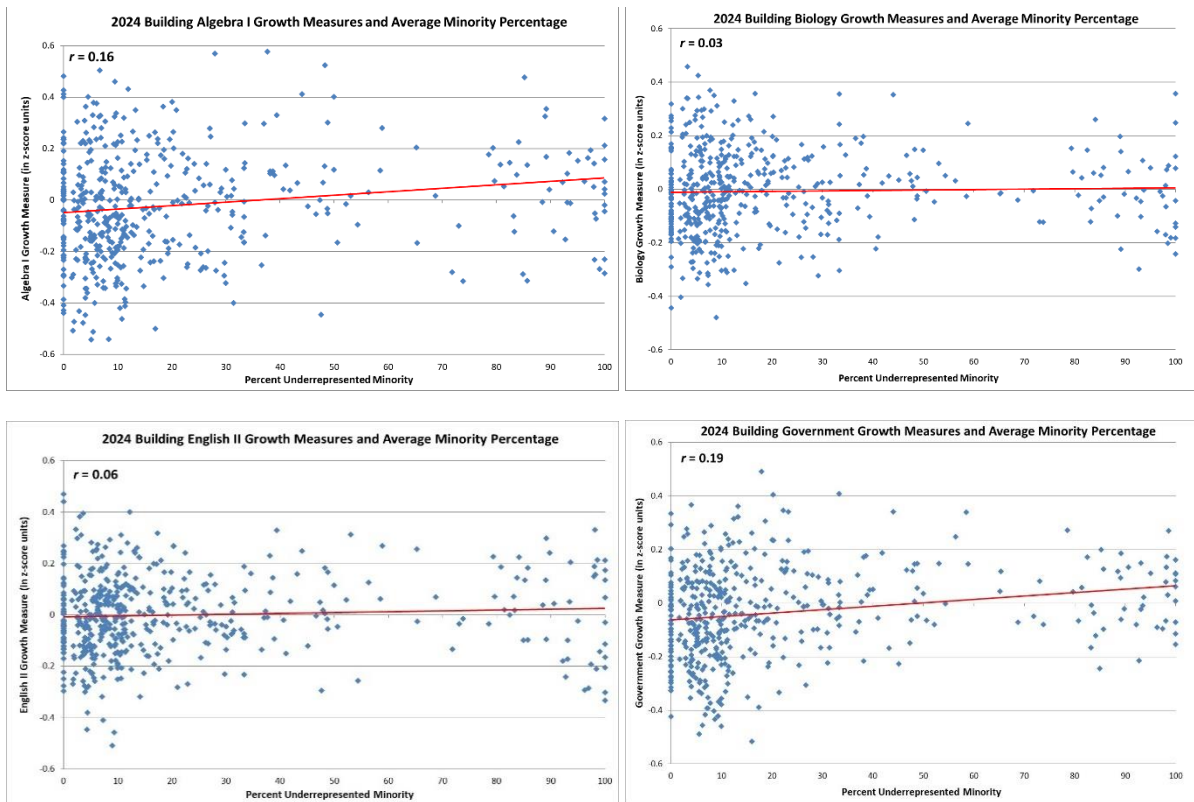 2024 Building Algebra I Growth Measures and Average Minority Percentage
r = 0.16
Algebra I Growth Measure (in z-score units)
0.6
0.4
0.2
0
-0.2
-0.4
-0.6
0 10 20 30 40 50 60 70 80 90 100
Percent Underrepresented Minority
2024 Building Biology Growth Measures and Average Minority Percentage
r = 0.03
Biology Growth Measure (in z-score units)
0.6
0.4
0.2
0
-0.2
-0.4
-0.6
0 10 20 30 40 50 60 70 80 90 100
Percent Underrepresented Minority
2024 Building English II Growth Measures and Average Minority Percentage
r = 0.06
English II Growth Measure (in z-score units)
0.6
0.4
0.2
0
0.2
-0.4
-0.6
0 10 20 30 40 50 60 70 80 90 100
Percent Underrepresented Minority
2024 Building Government Growth Measures and Average Minority Percentage
r = 0.19
Government Growth Measure (in z-score units)
0.6
0.4
0.2
0
-0.2
-0.4
-0.6
0 10 20 30 40 50 60 70 80 90 100
Percent Underrepresented Minority